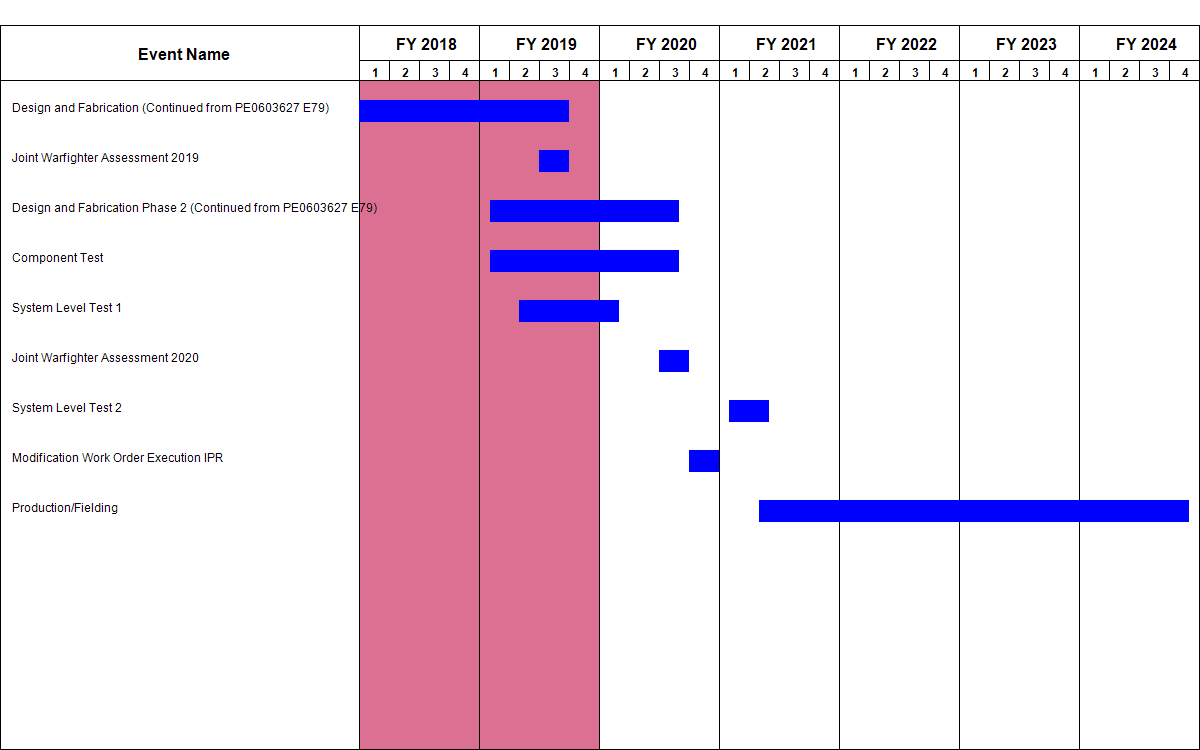 Event Name
FY 2018 FY 2019 FY 2020 FY 2021 FY 2022 FY 2023 FY 2024
1 2 3 4 1 2 3 4 1 2 3 4 1 2 3 4 1 2 3 4 1 2 3 4 1 2 3 4
Design and Fabrication (Continued from PE0603627 E79)
Joint Warfighter Assessment 2019
Design and Fabrication Phase 2 (Continued from PE0603627 E79)
Component Test
System Level Test 1
Joint Warfighter Assessment 2020
System Level Test 2
Modification Work Order Execution IPR
Production/Fielding